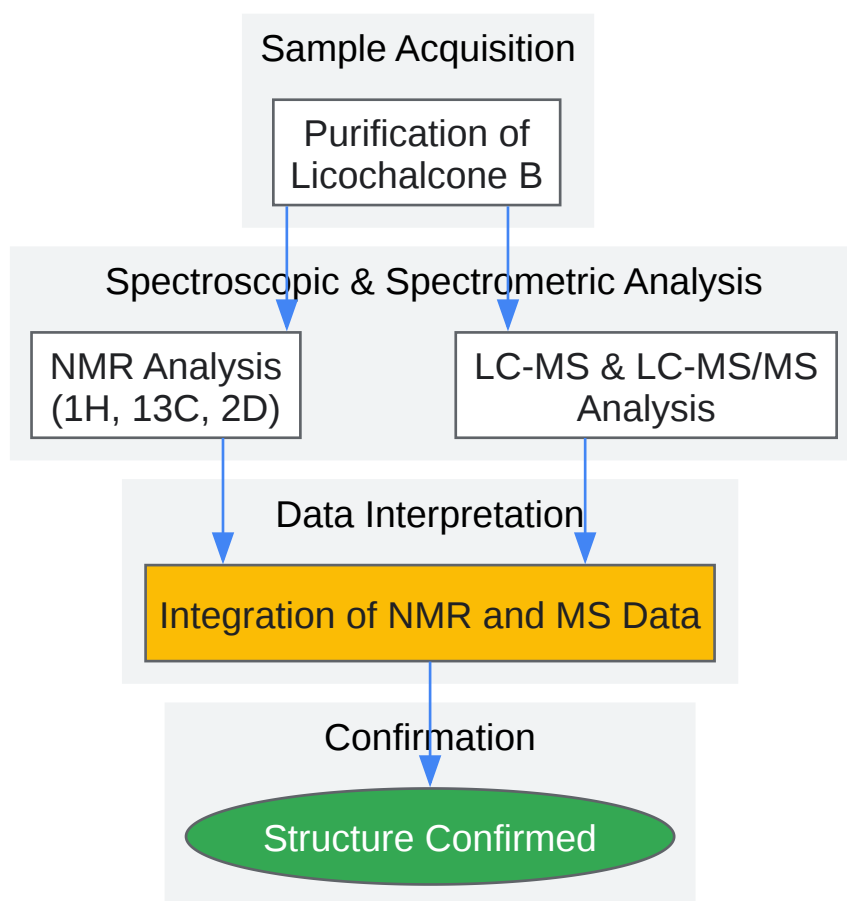 Sample Acquisition
Purification of
Licochalcone B
Spectroscopic & Spectrometric Analysis
NMR Analysis
(1H, 13C, 2D)
LC-MS & LC-MS/MS
Analysis
Data Interpretation
Integration of NMR and MS Data
Confirmation
Structure Confirmed